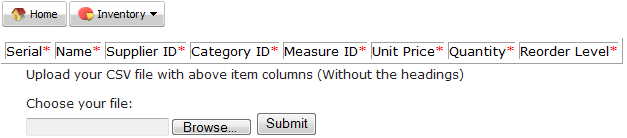 Home Inventory
Serial* Name* Supplier ID* Category ID* Measure ID* Unit Price* Quantity* Reorder Level*
Upload your CSV file with above item columns (Without the headings)
Choose your file:
Browse... Submit